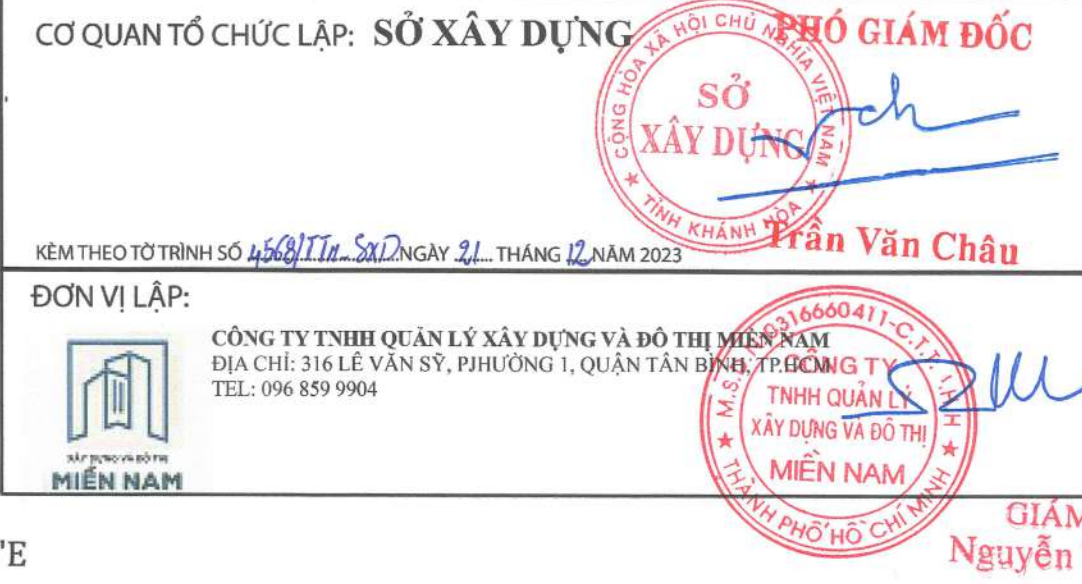 CƠ QUAN TỔ CHỨC LẬP: SỞ XÂY DỰNG
PHÓ GIÁM ĐỐC
CỘNG HÒA XÃ HỘI CHỦ NGHĨA VIỆT NAM
SỞ
XÂY DỰNG
★ TỈNH KHÁNH HÒA ★
Trần Văn Châu
KÈM THEO TỜ TRÌNH SỐ 4568/TTr-SXD NGÀY 21 THÁNG 12 NĂM 2023
ĐƠN VỊ LẬP:
CÔNG TY TNHH QUẢN LÝ XÂY DỰNG VÀ ĐÔ THỊ MIỀN NAM
ĐỊA CHỈ: 316 LÊ VĂN SỸ, PJHƯỜNG 1, QUẬN TÂN BÌNH, TP.HCM
TEL: 096 859 9904
XÂY DỰNG VÀ ĐÔ THỊ
MIỀN NAM
0316660411-C.T.
CÔNG TY
TNHH QUẢN LÝ
XÂY DỰNG VÀ ĐÔ THỊ
MIỀN NAM
★ THÀNH PHỐ HỒ CHÍ MINH ★
GIÁM
Nguyễn
'E